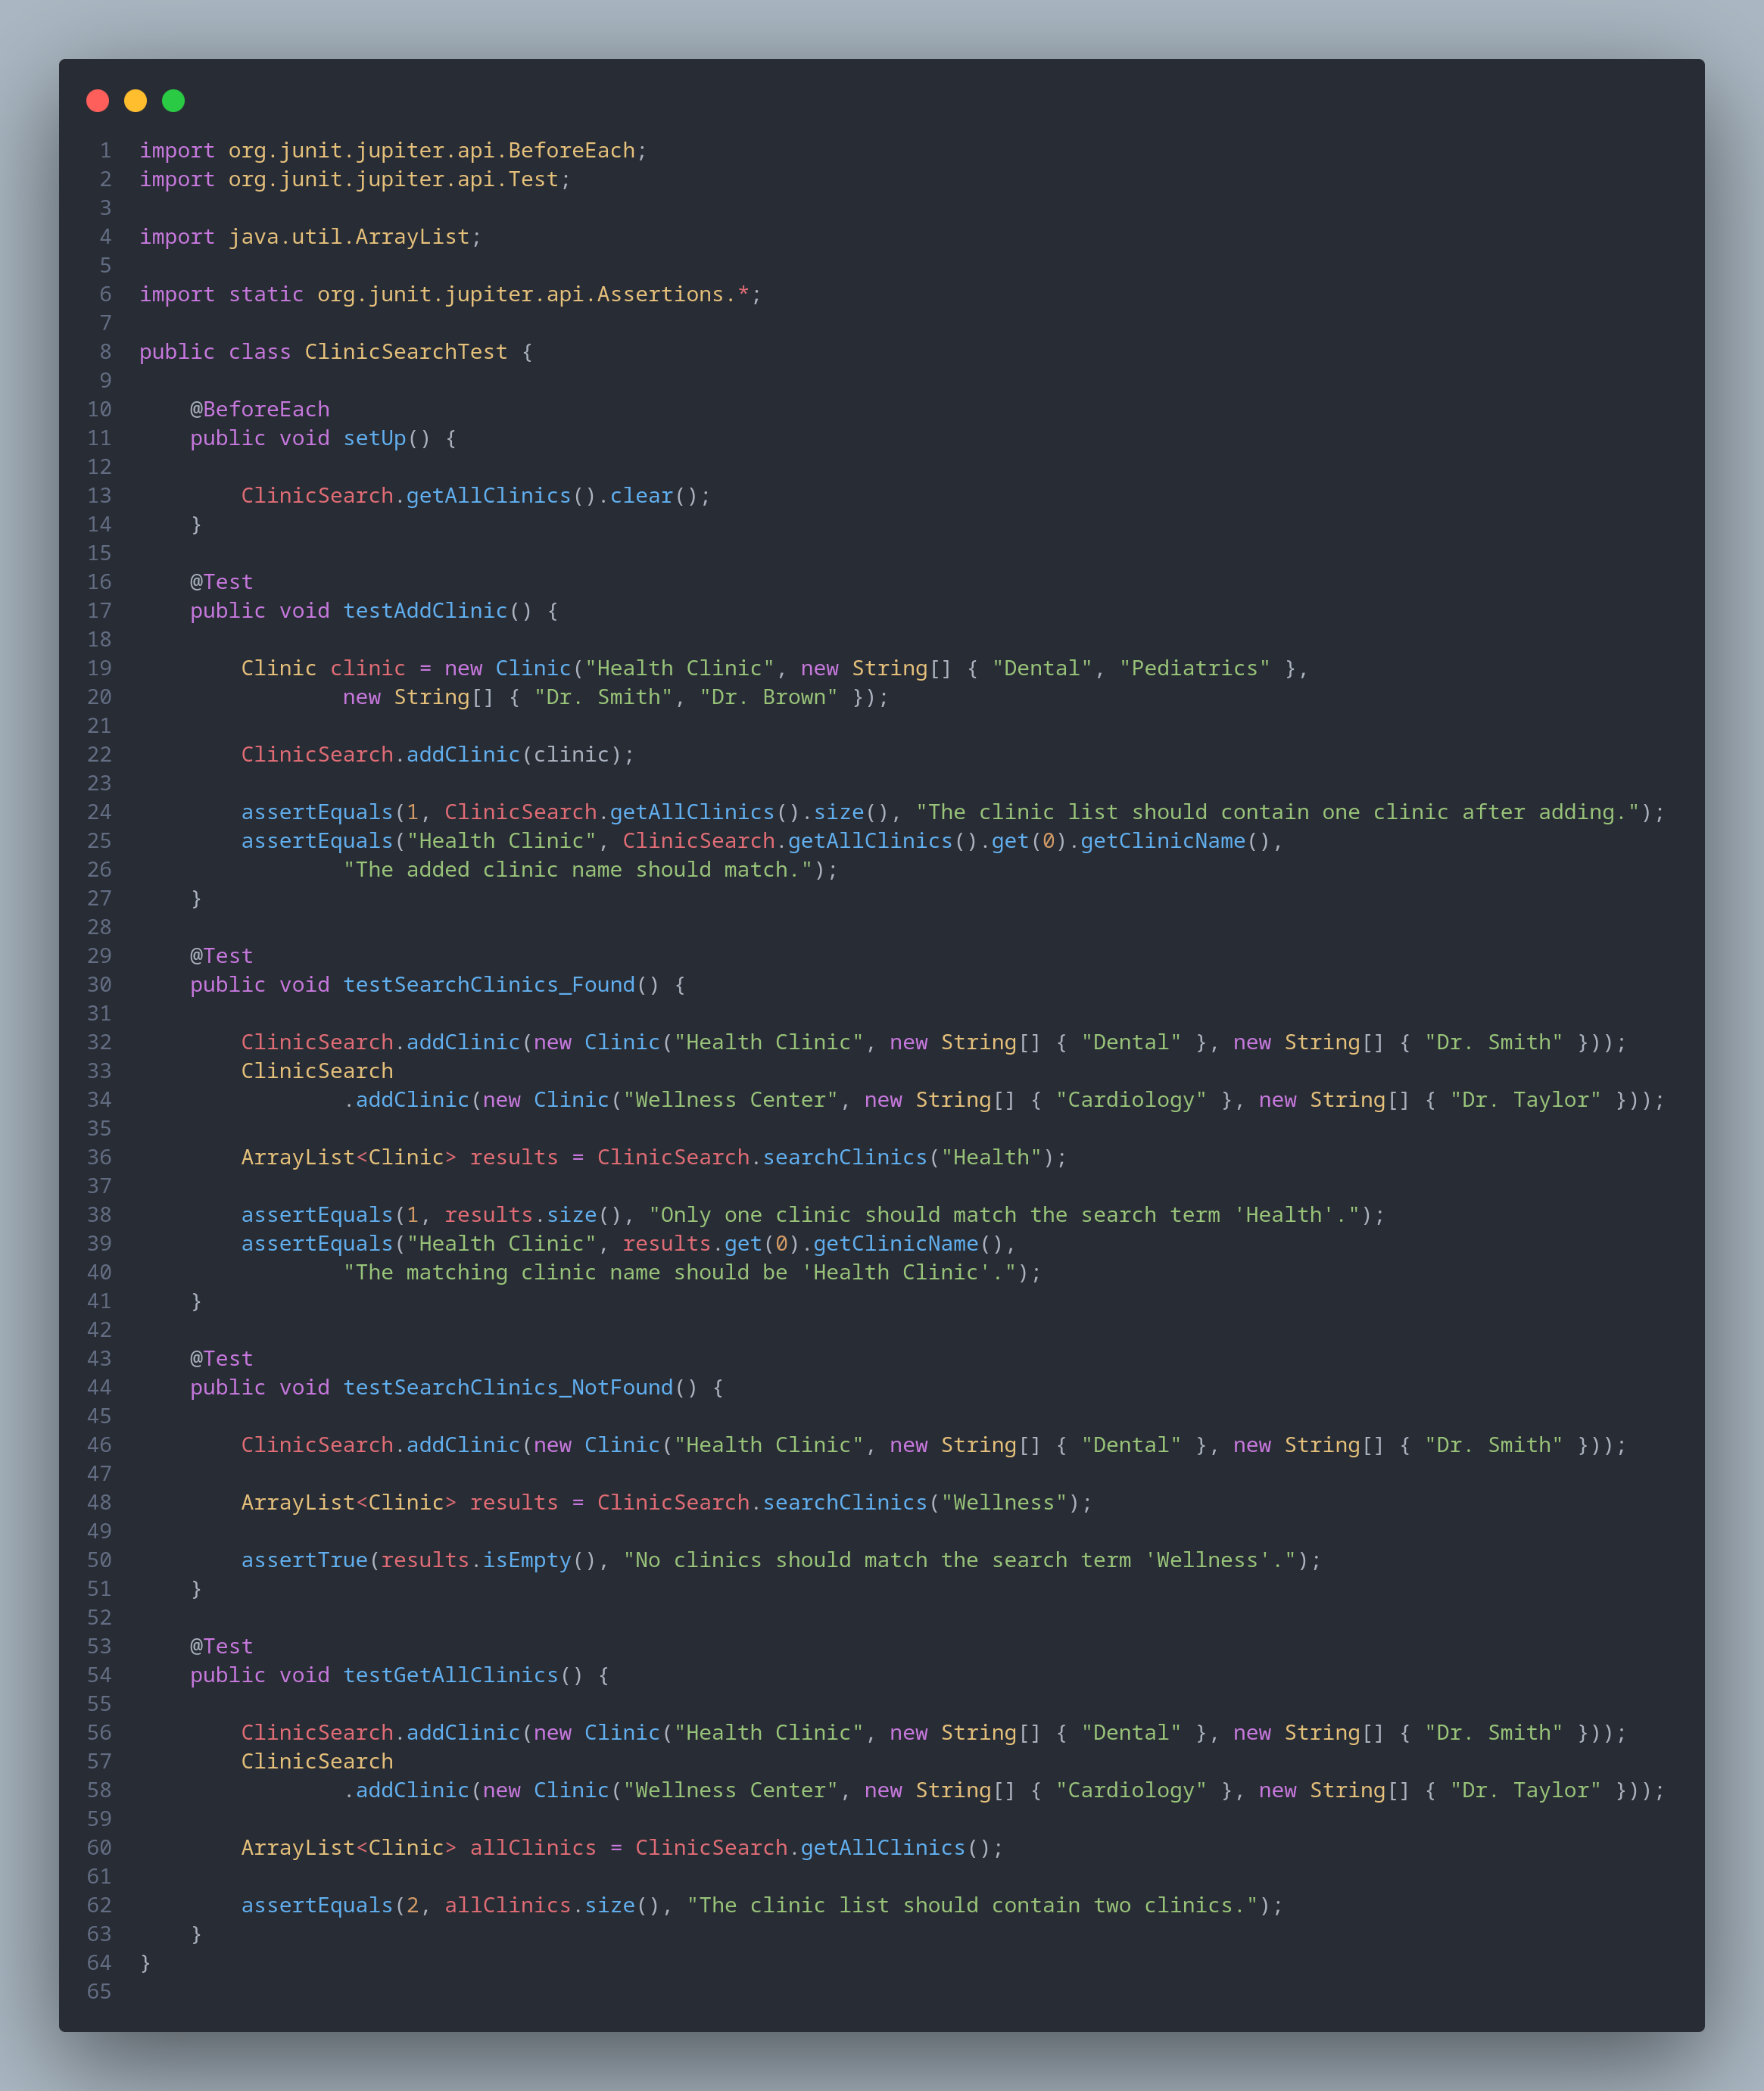 1 import org.junit.jupiter.api.BeforeEach;
2 import org.junit.jupiter.api.Test;
3
4 import java.util.ArrayList;
5
6 import static org.junit.jupiter.api.Assertions.*;
7
8 public class ClinicSearchTest {
9
10     @BeforeEach
11     public void setUp() {
12
13         ClinicSearch.getAllClinics().clear();
14     }
15
16     @Test
17     public void testAddClinic() {
18
19         Clinic clinic = new Clinic("Health Clinic", new String[] { "Dental", "Pediatrics" },
20                 new String[] { "Dr. Smith", "Dr. Brown" });
21
22         ClinicSearch.addClinic(clinic);
23
24         assertEquals(1, ClinicSearch.getAllClinics().size(), "The clinic list should contain one clinic after adding.");
25         assertEquals("Health Clinic", ClinicSearch.getAllClinics().get(0).getClinicName(),
26                 "The added clinic name should match.");
27     }
28
29     @Test
30     public void testSearchClinics_Found() {
31
32         ClinicSearch.addClinic(new Clinic("Health Clinic", new String[] { "Dental" }, new String[] { "Dr. Smith" }));
33         ClinicSearch
34                 .addClinic(new Clinic("Wellness Center", new String[] { "Cardiology" }, new String[] { "Dr. Taylor" }));
35
36         ArrayList<Clinic> results = ClinicSearch.searchClinics("Health");
37
38         assertEquals(1, results.size(), "Only one clinic should match the search term 'Health'.");
39         assertEquals("Health Clinic", results.get(0).getClinicName(),
40                 "The matching clinic name should be 'Health Clinic'.");
41     }
42
43     @Test
44     public void testSearchClinics_NotFound() {
45
46         ClinicSearch.addClinic(new Clinic("Health Clinic", new String[] { "Dental" }, new String[] { "Dr. Smith" }));
47
48         ArrayList<Clinic> results = ClinicSearch.searchClinics("Wellness");
49
50         assertTrue(results.isEmpty(), "No clinics should match the search term 'Wellness'.");
51     }
52
53     @Test
54     public void testGetAllClinics() {
55
56         ClinicSearch.addClinic(new Clinic("Health Clinic", new String[] { "Dental" }, new String[] { "Dr. Smith" }));
57         ClinicSearch
58                 .addClinic(new Clinic("Wellness Center", new String[] { "Cardiology" }, new String[] { "Dr. Taylor" }));
59
60         ArrayList<Clinic> allClinics = ClinicSearch.getAllClinics();
61
62         assertEquals(2, allClinics.size(), "The clinic list should contain two clinics.");
63     }
64 }
65